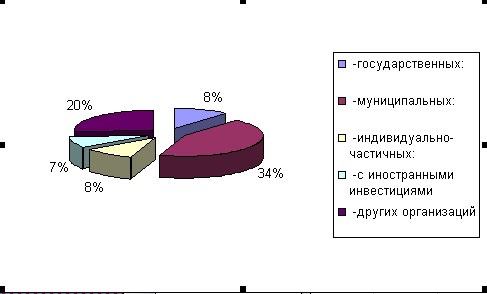 8%
34%
8%
7%
20%
-государственных:
-муниципальных:
-индивидуально-
частичных:
-с иностранными
инвестициями
-других организаций